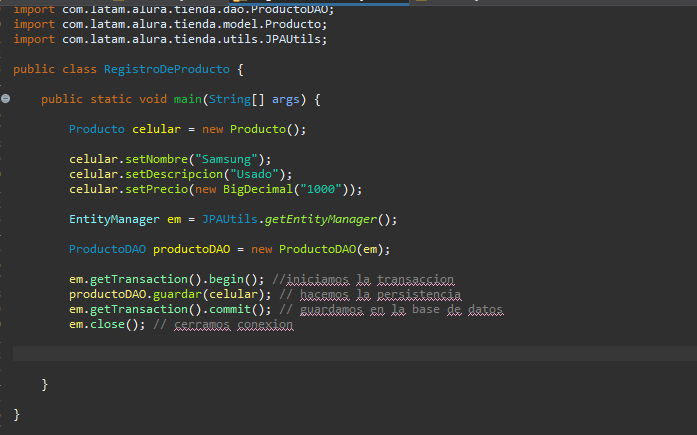 import com.latam.alura.tienda.dao.ProductoDAO;
import com.latam.alura.tienda.model.Producto;
import com.latam.alura.tienda.utils.JPAUtils;
public class RegistroDeProducto {
public static void main(String[] args) {
Producto celular = new Producto();
celular.setNombre("Samsung");
celular.setDescripcion("Usado");
celular.setPrecio(new BigDecimal("1000"));
EntityManager em = JPAUtils.getEntityManager();
ProductoDAO productoDAO = new ProductoDAO(em);
em.getTransaction().begin(); //iniciamos la transaccion
productoDAO.guardar(celular); // hacemos la persistencia
em.getTransaction().commit(); // guardamos en la base de datos
em.close(); // cerramos conexion
}
}